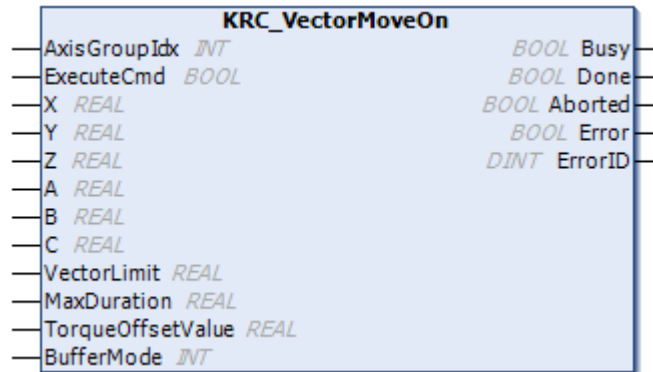 KRC_VectorMoveOn
AxisGroupIdx INT BOOL Busy
ExecuteCmd BOOL BOOL Done
X REAL BOOL Aborted
Y REAL BOOL Error
Z REAL DINT ErrorID
A REAL
B REAL
C REAL
VectorLimit REAL
MaxDuration REAL
TorqueOffsetValue REAL
BufferMode INT